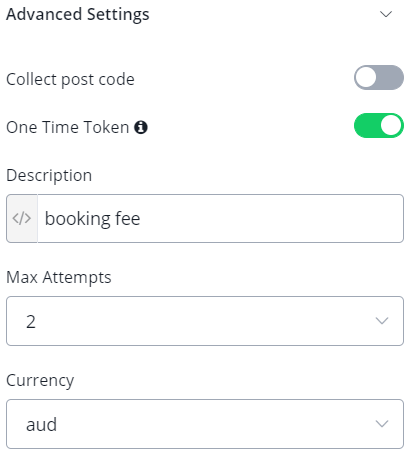 Advanced Settings
Collect post code
One Time Token
Description
</> booking fee
Max Attempts
2
Currency
aud